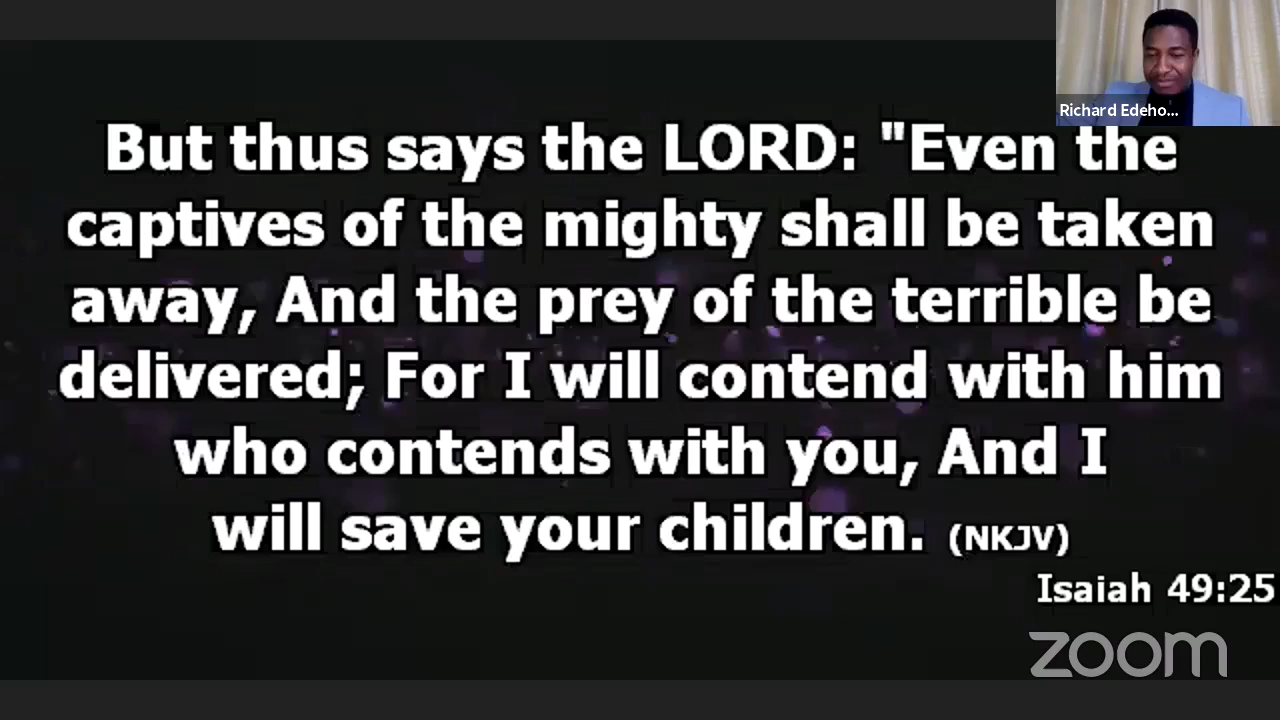 Richard Edeho...
But thus says the LORD: "Even the
captives of the mighty shall be taken
away, And the prey of the terrible be
delivered; For I will contend with him
who contends with you, And I
will save your children. (NKJV)
Isaiah 49:25
zoom